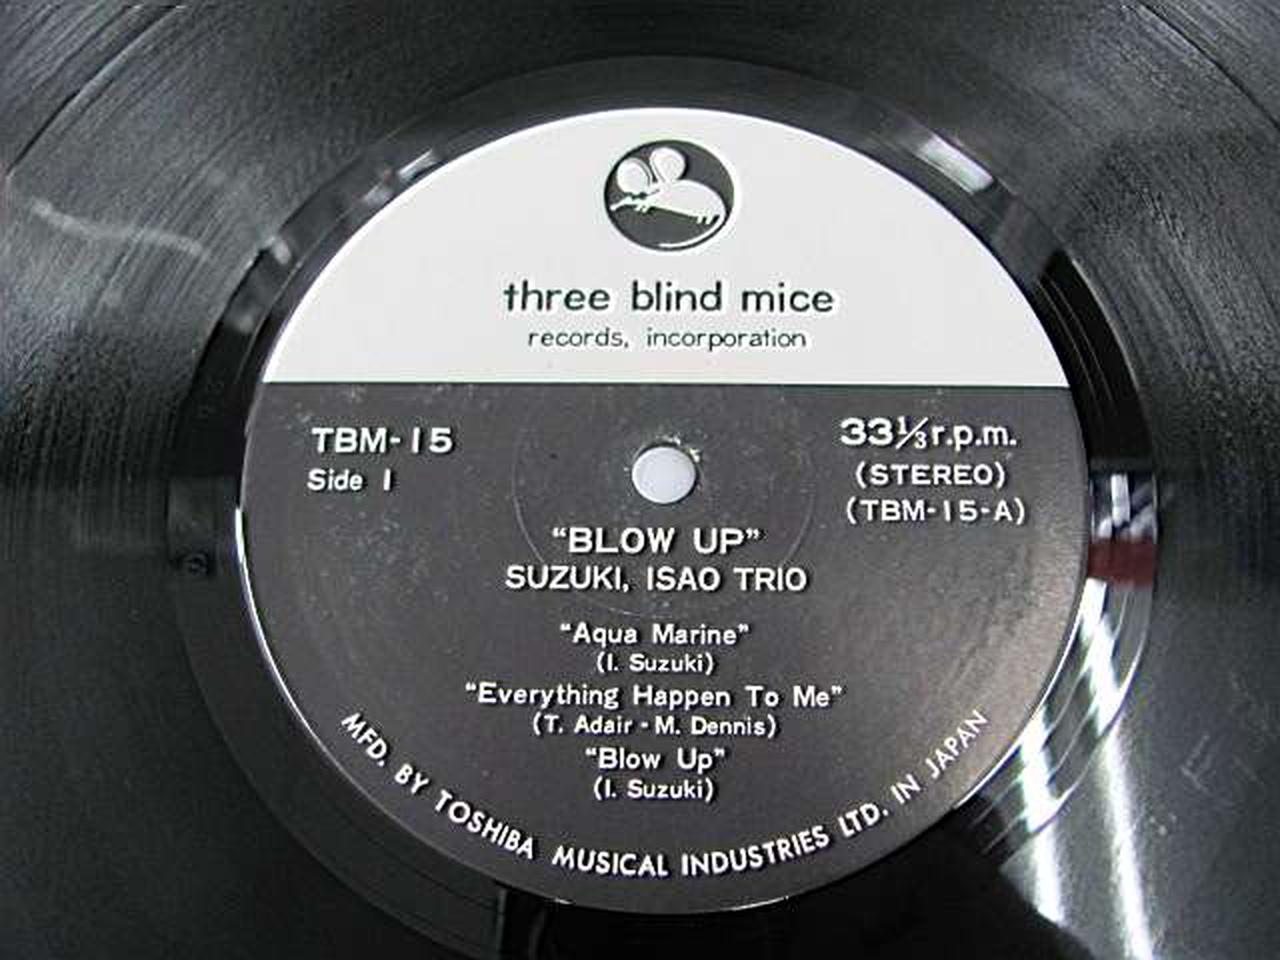 three blind mice
records, incorporation
TBM-15
Side 1
33⅓ r.p.m.
(STEREO)
(TBM-15-A)
"BLOW UP"
SUZUKI, ISAO TRIO
"Aqua Marine"
(I. Suzuki)
"Everything Happen To Me"
(T. Adair - M. Dennis)
"Blow Up"
(I. Suzuki)
MFD. BY TOSHIBA MUSICAL INDUSTRIES LTD. IN JAPAN